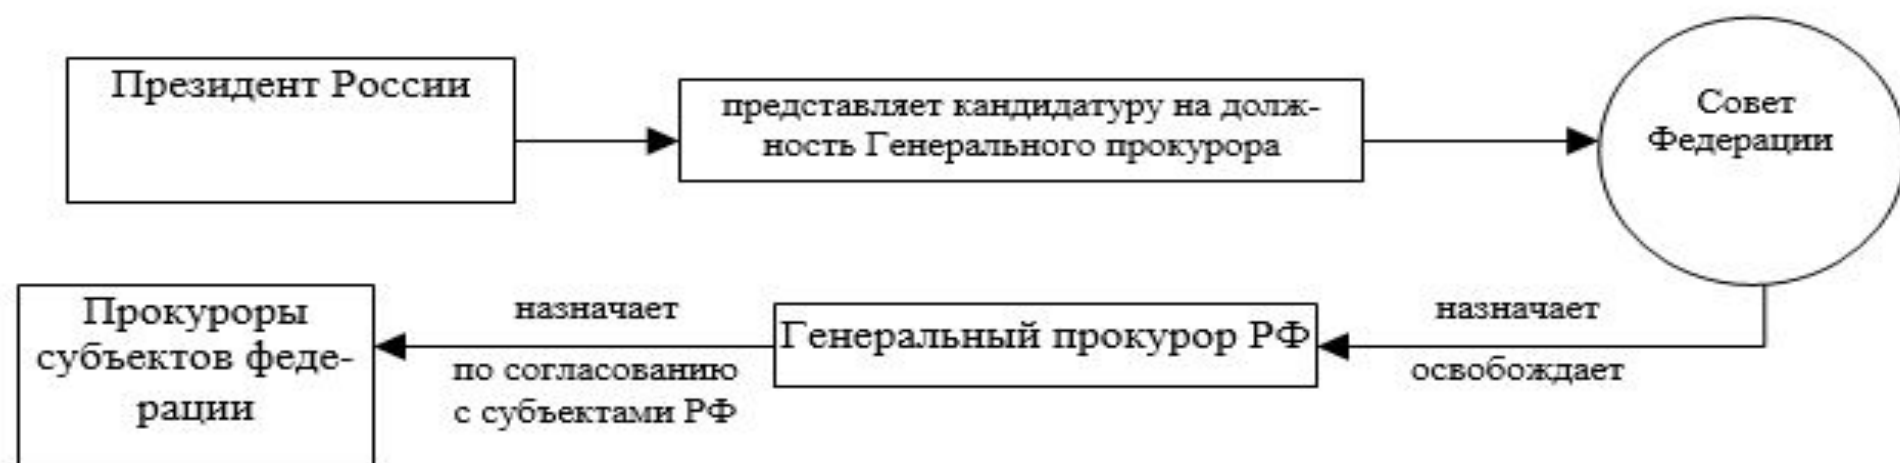 Президент России
представляет кандидатуру на долж-
ность Генерального прокурора
Совет
Федерации
Прокуроры
субъектов феде-
рации
назначает
по согласованию
с субъектами РФ
Генеральный прокурор РФ
назначает
освобождает